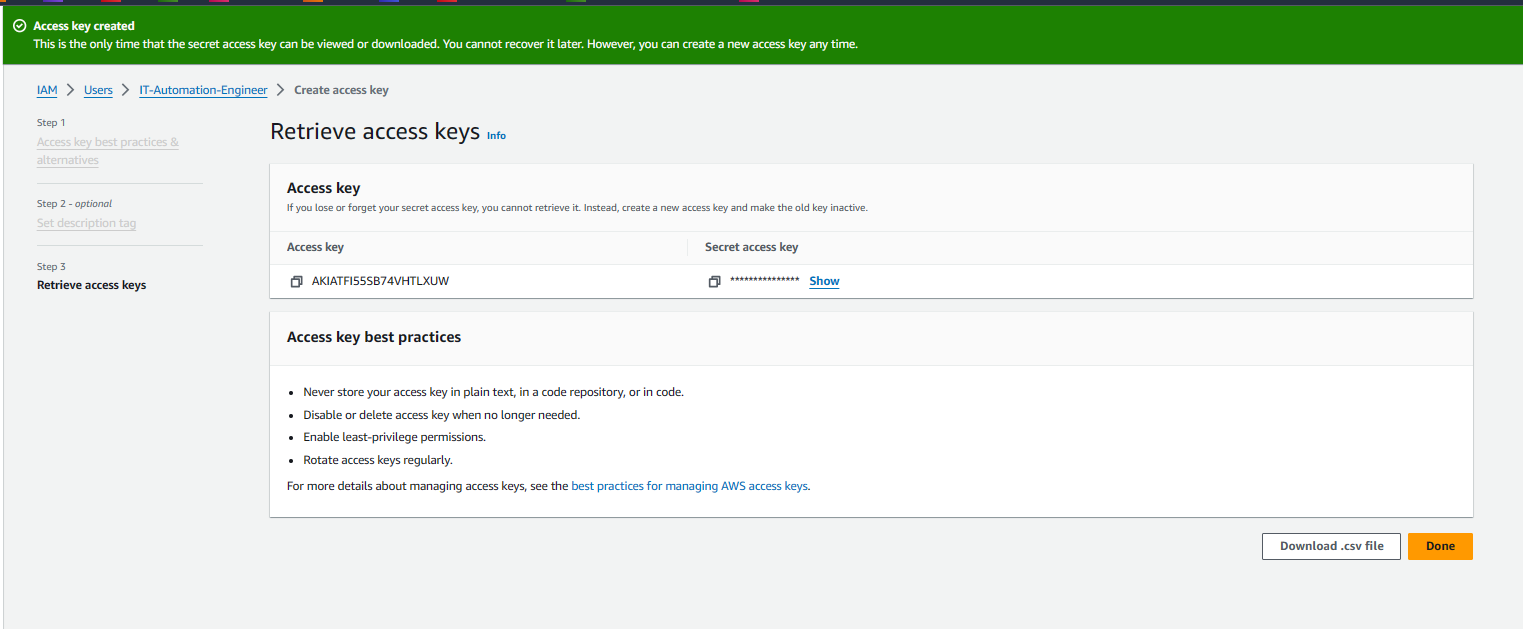 Access key created
This is the only time that the secret access key can be viewed or downloaded. You cannot recover it later. However, you can create a new access key any time.
IAM > Users > IT-Automation-Engineer > Create access key
Step 1
Access key best practices &
alternatives
Step 2 - optional
Set description tag
Step 3
Retrieve access keys
Retrieve access keys Info
Access key
If you lose or forget your secret access key, you cannot retrieve it. Instead, create a new access key and make the old key inactive.
Access key Secret access key
AKIATFI55SB74VHTLXUW *************** Show
Access key best practices
• Never store your access key in plain text, in a code repository, or in code.
• Disable or delete access key when no longer needed.
• Enable least-privilege permissions.
• Rotate access keys regularly.
For more details about managing access keys, see the best practices for managing AWS access keys.
Download .csv file Done